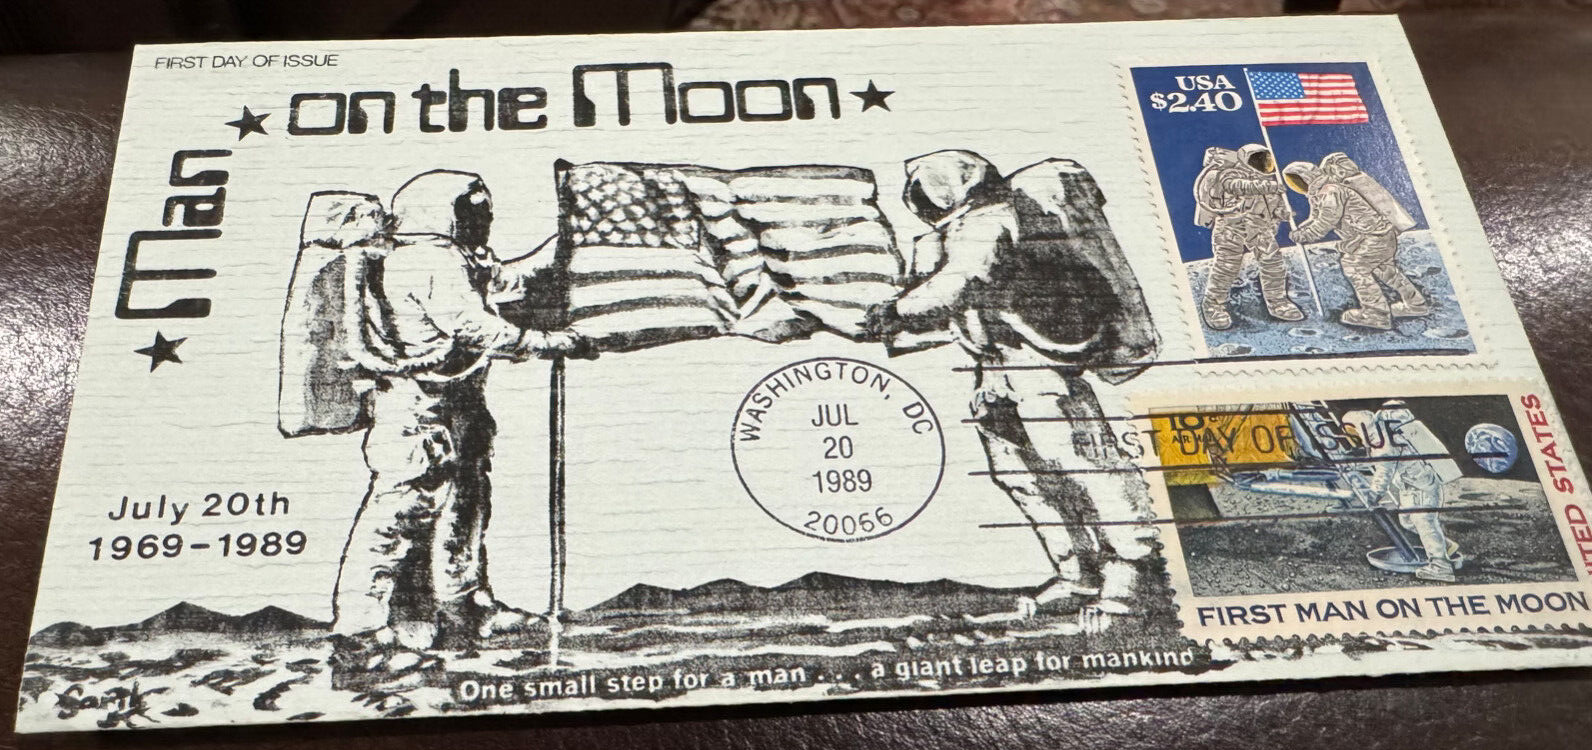 FIRST DAY OF ISSUE
★ Man ★ on the Moon ★
USA
$2.40
WASHINGTON, DC
JUL
20
1989
20066
FIRST DAY OF ISSUE
10¢
UNITED STATES
FIRST MAN ON THE MOON
July 20th
1969-1989
One small step for a man . . . a giant leap for mankind